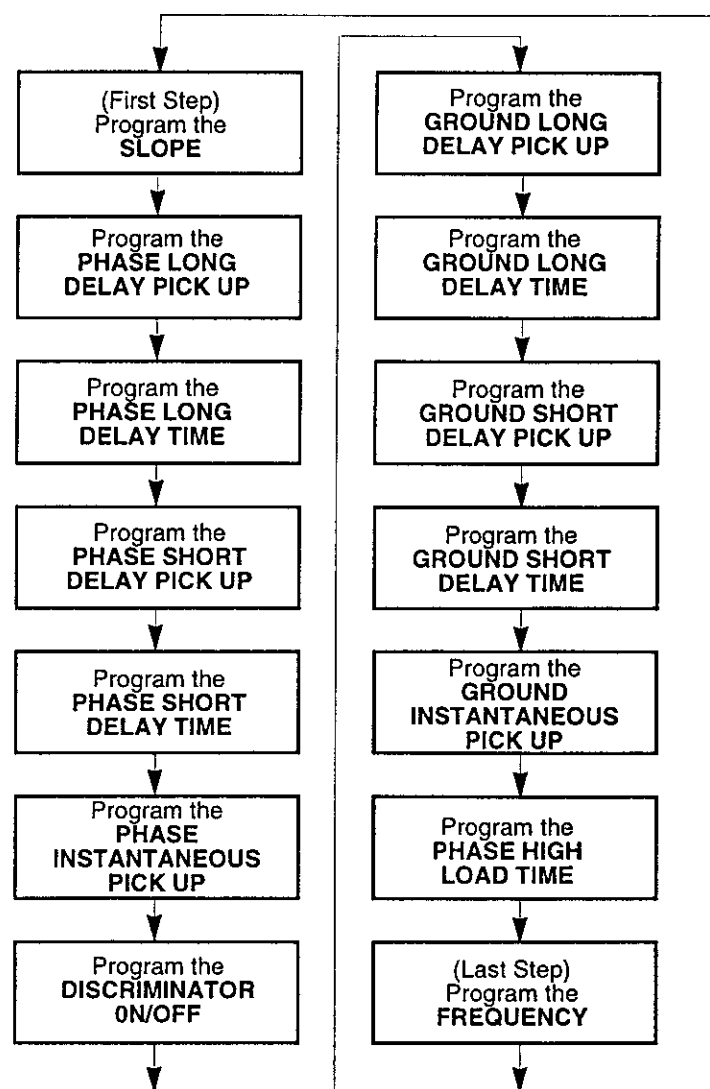 (First Step)
Program the
SLOPE
Program the
PHASE LONG
DELAY PICK UP
Program the
PHASE LONG
DELAY TIME
Program the
PHASE SHORT
DELAY PICK UP
Program the
PHASE SHORT
DELAY TIME
Program the
PHASE
INSTANTANEOUS
PICK UP
Program the
DISCRIMINATOR
0N/OFF
Program the
GROUND LONG
DELAY PICK UP
Program the
GROUND LONG
DELAY TIME
Program the
GROUND SHORT
DELAY PICK UP
Program the
GROUND SHORT
DELAY TIME
Program the
GROUND
INSTANTANEOUS
PICK UP
Program the
PHASE HIGH
LOAD TIME
(Last Step)
Program the
FREQUENCY